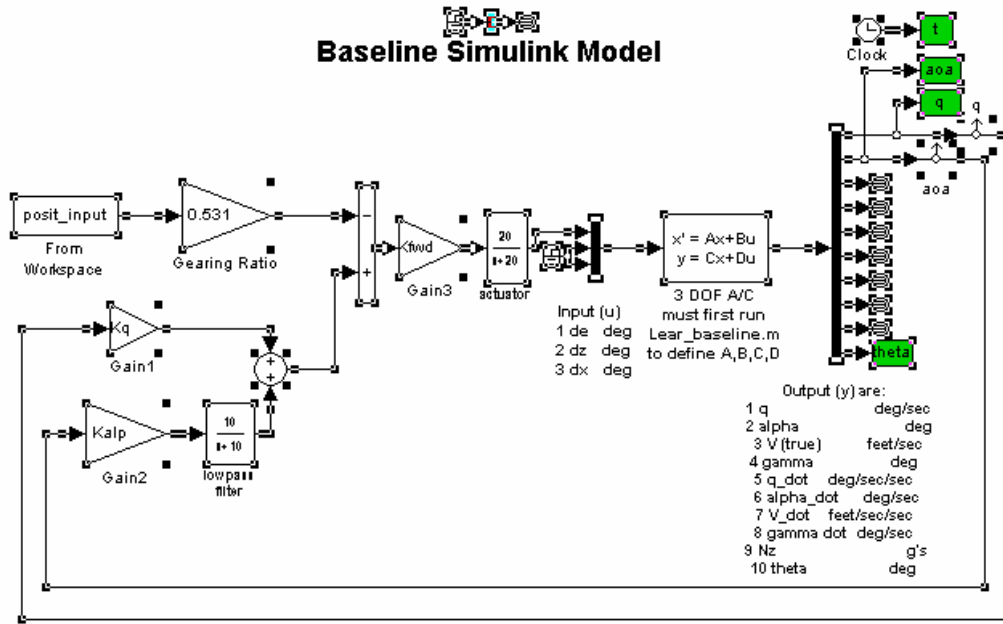 Baseline Simulink Model
t
Clock
aoa
q
q
aoa
posit_input
From
Workspace
0.531
Gearing Ratio
−
+
Kfwd
Gain3
20
s+20
actuator
x' = Ax+Bu
y = Cx+Du
3 DOF A/C
must first run
Lear_baseline.m
to define A,B,C,D
Input (u)
1 de deg
2 dz deg
3 dx deg
Kq
Gain1
+
+
Kalp
Gain2
10
s+10
lowpass
filter
theta
Output (y) are:
1 q deg/sec
2 alpha deg
3 V (true) feet/sec
4 gamma deg
5 q_dot deg/sec/sec
6 alpha_dot deg/sec
7 V_dot feet/sec/sec
8 gamma dot deg/sec
9 Nz g's
10 theta deg